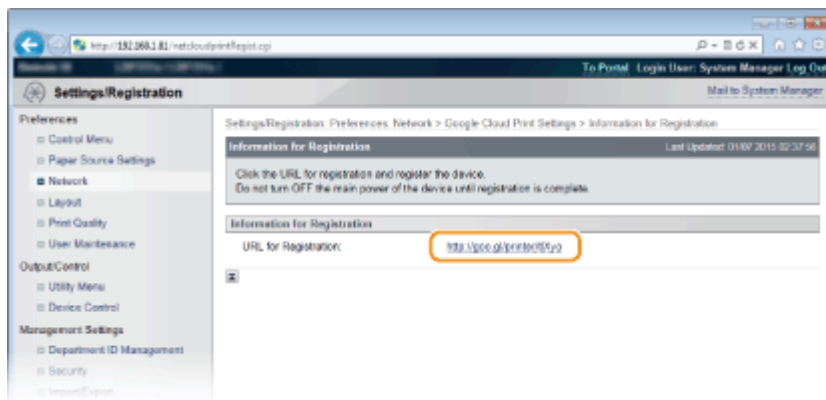 http://192.168.1.81/netcloudprintRegist.cgi
To Portal Login User: System Manager Log Out
Settings/Registration
Mail to System Manager
Preferences
Control Menu
Paper Source Settings
Network
Layout
Print Quality
User Maintenance
Output/Control
Utility Menu
Device Control
Management Settings
Department ID Management
Security
Import/Export
Settings/Registration: Preferences: Network > Google Cloud Print Settings > Information for Registration
Information for Registration
Last Updated: 01/07 2015 02:37:56
Click the URL for registration and register the device.
Do not turn OFF the main power of the device until registration is complete.
Information for Registration
URL for Registration: